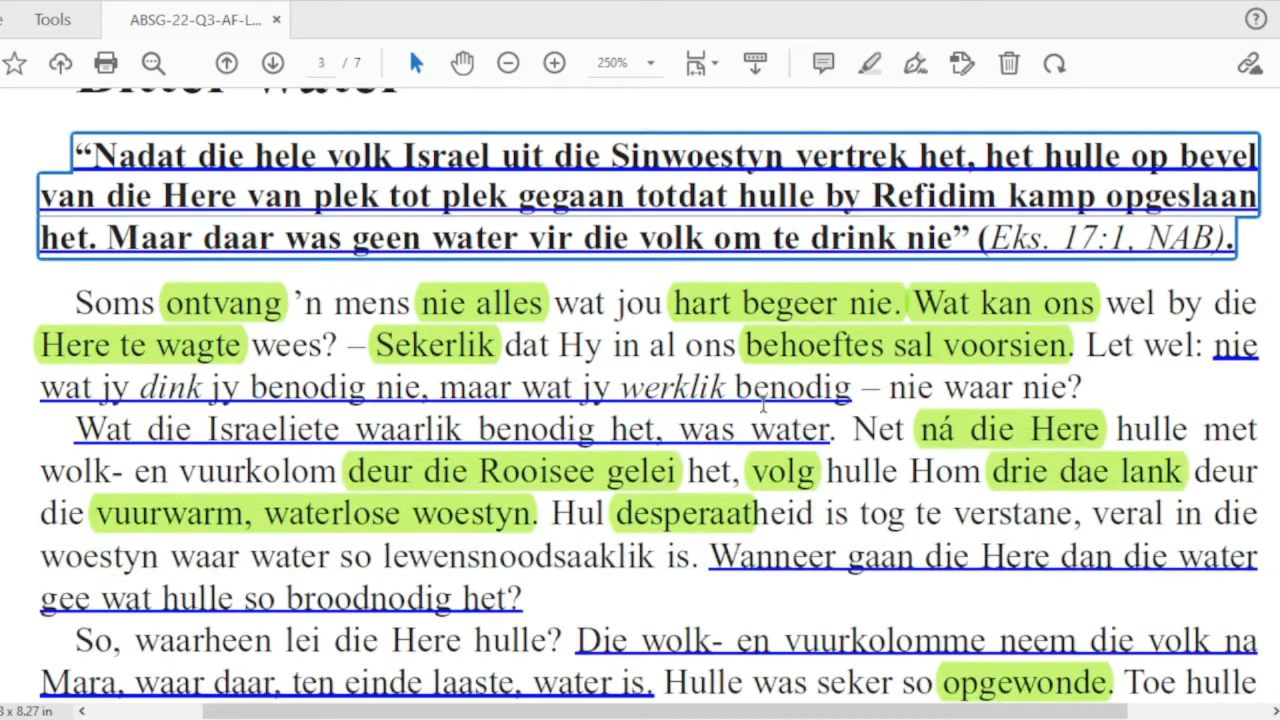 Tools
ABSG-22-Q3-AF-L... ×
3 / 7
250%
Bitter water
“Nadat die hele volk Israel uit die Sinwoestyn vertrek het, het hulle op bevel
van die Here van plek tot plek gegaan totdat hulle by Refidim kamp opgeslaan
het. Maar daar was geen water vir die volk om te drink nie” (Eks. 17:1, NAB).
Soms ontvang ’n mens nie alles wat jou hart begeer nie. Wat kan ons wel by die
Here te wagte wees? – Sekerlik dat Hy in al ons behoeftes sal voorsien. Let wel: nie
wat jy dink jy benodig nie, maar wat jy werklik benodig – nie waar nie?
Wat die Israeliete waarlik benodig het, was water. Net ná die Here hulle met
wolk- en vuurkolom deur die Rooisee gelei het, volg hulle Hom drie dae lank deur
die vuurwarm, waterlose woestyn. Hul desperaatheid is tog te verstane, veral in die
woestyn waar water so lewensnoodsaaklik is. Wanneer gaan die Here dan die water
gee wat hulle so broodnodig het?
So, waarheen lei die Here hulle? Die wolk- en vuurkolomme neem die volk na
Mara, waar daar, ten einde laaste, water is. Hulle was seker so opgewonde. Toe hulle
x 8.27 in